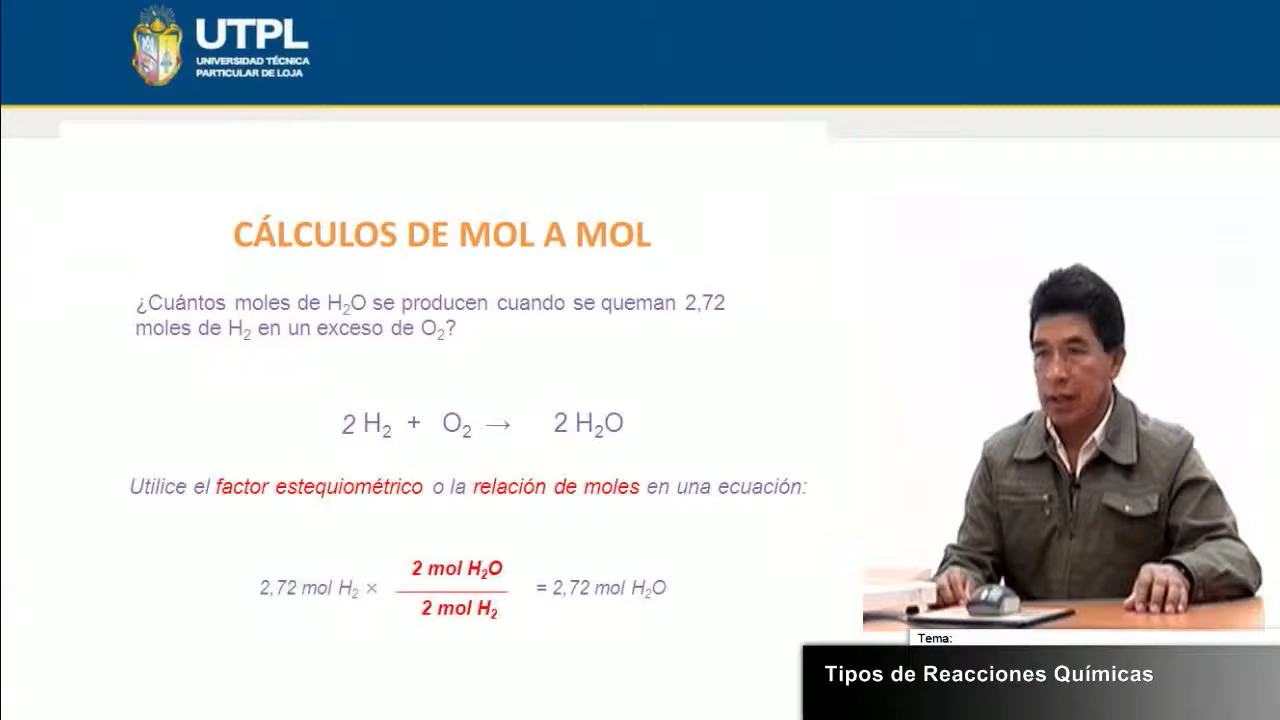 UTPL
UNIVERSIDAD TÉCNICA
PARTICULAR DE LOJA
CÁLCULOS DE MOL A MOL
¿Cuántos moles de H₂O se producen cuando se queman 2,72
moles de H₂ en un exceso de O₂?
2 H₂ + O₂ → 2 H₂O
Utilice el factor estequiométrico o la relación de moles en una ecuación:
2 mol H₂O
2,72 mol H₂ × = 2,72 mol H₂O
2 mol H₂
Tema:
Tipos de Reacciones Químicas